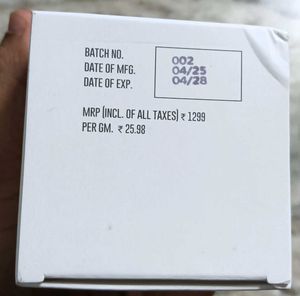 BATCH NO. 002
DATE OF MFG. 04/25
DATE OF EXP. 04/28
MRP (INCL. OF ALL TAXES) ₹ 1299
PER GM. ₹ 25.98